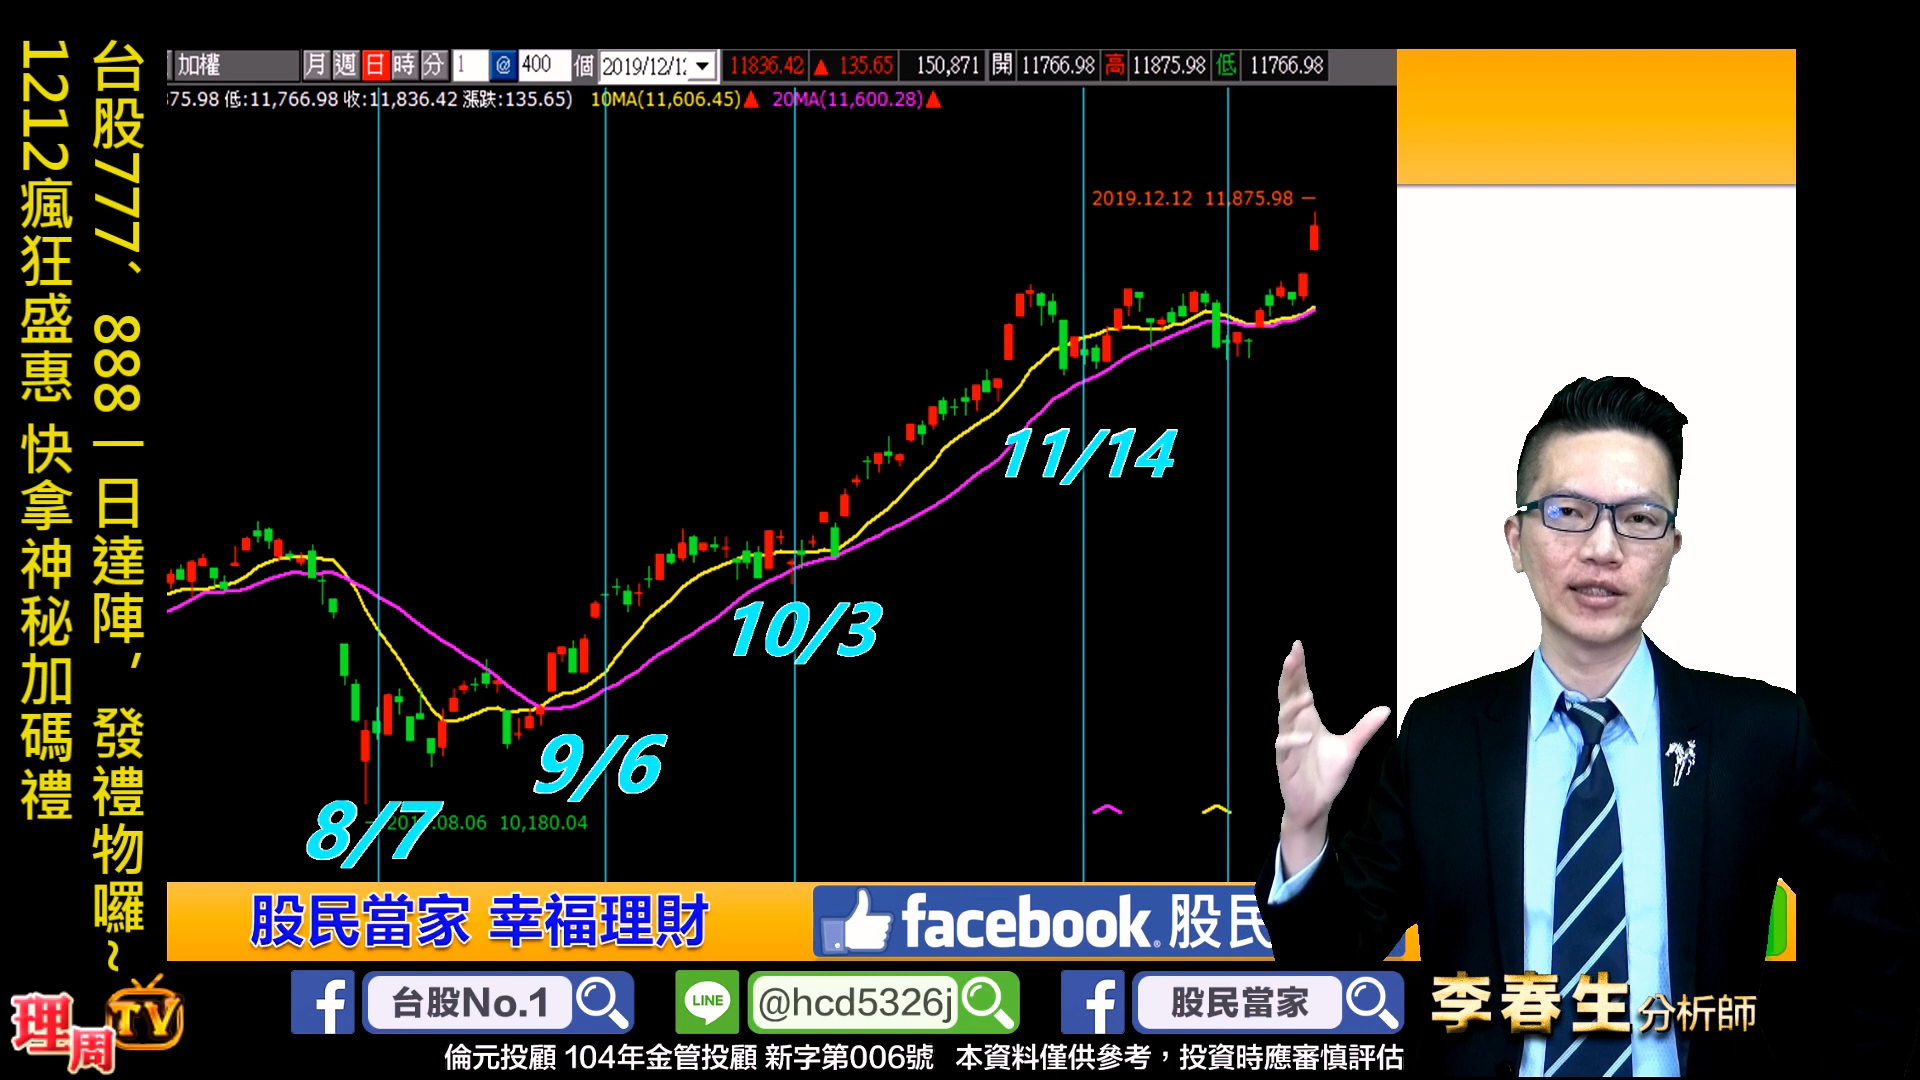 台股777、888一日達陣，發禮物囉~
1212瘋狂盛惠 快拿神秘加碼禮
加權 月 週 日 時 分 1 @ 400 個 2019/12/12 11836.42 ▲ 135.65 150,871 開 11766.98 高 11875.98 低 11766.98
375.98 低:11,766.98 收:11,836.42 漲跌:135.65) 10MA(11,606.45)▲ 20MA(11,600.28)▲
2019.12.12 11,875.98
11/14
10/3
9/6
8/7
08.06 10,180.04
股民當家 幸福理財
facebook 股民
理周TV
台股No.1
LINE @hcd5326j
股民當家
李春生 分析師
倫元投顧 104年金管投顧 新字第006號 本資料僅供參考，投資時應審慎評估